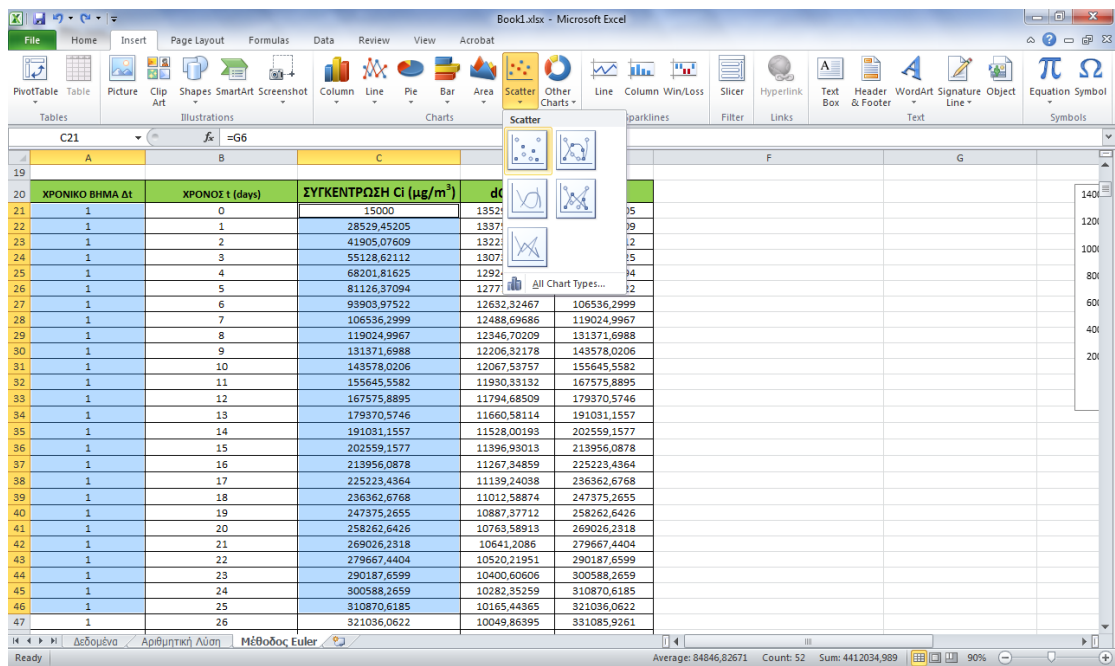 Book1.xlsx - Microsoft Excel
File Home Insert Page Layout Formulas Data Review View Acrobat
PivotTable Table Picture Clip Art Shapes SmartArt Screenshot Column Line Pie Bar Area Scatter Other Charts Line Column Win/Loss Slicer Hyperlink Text Box Header & Footer WordArt Signature Line Object Equation Symbol
Tables Illustrations Charts Sparklines Filter Links Text Symbols
C21 fx =G6
Scatter
All Chart Types...
A B C F G
19
20 ΧΡΟΝΙΚΟ ΒΗΜΑ Δt ΧΡΟΝΟΣ t (days) ΣΥΓΚΕΝΤΡΩΣΗ Ci (μg/m³)
21 1 0 15000
22 1 1 28529,45205
23 1 2 41905,07609
24 1 3 55128,62112
25 1 4 68201,81625
26 1 5 81126,37094
27 1 6 93903,97522 12632,32467 106536,2999
28 1 7 106536,2999 12488,69686 119024,9967
29 1 8 119024,9967 12346,70209 131371,6988
30 1 9 131371,6988 12206,32178 143578,0206
31 1 10 143578,0206 12067,53757 155645,5582
32 1 11 155645,5582 11930,33132 167575,8895
33 1 12 167575,8895 11794,68509 179370,5746
34 1 13 179370,5746 11660,58114 191031,1557
35 1 14 191031,1557 11528,00193 202559,1577
36 1 15 202559,1577 11396,93013 213956,0878
37 1 16 213956,0878 11267,34859 225223,4364
38 1 17 225223,4364 11139,24038 236362,6768
39 1 18 236362,6768 11012,58874 247375,2655
40 1 19 247375,2655 10887,37712 258262,6426
41 1 20 258262,6426 10763,58913 269026,2318
42 1 21 269026,2318 10641,2086 279667,4404
43 1 22 279667,4404 10520,21951 290187,6599
44 1 23 290187,6599 10400,60606 300588,2659
45 1 24 300588,2659 10282,35259 310870,6185
46 1 25 310870,6185 10165,44365 321036,0622
47 1 26 321036,0622 10049,86395 331085,9261
Δεδομένα Αριθμητική Λύση Μέθοδος Euler
Ready Average: 84846,82671 Count: 52 Sum: 4412034,989 90%